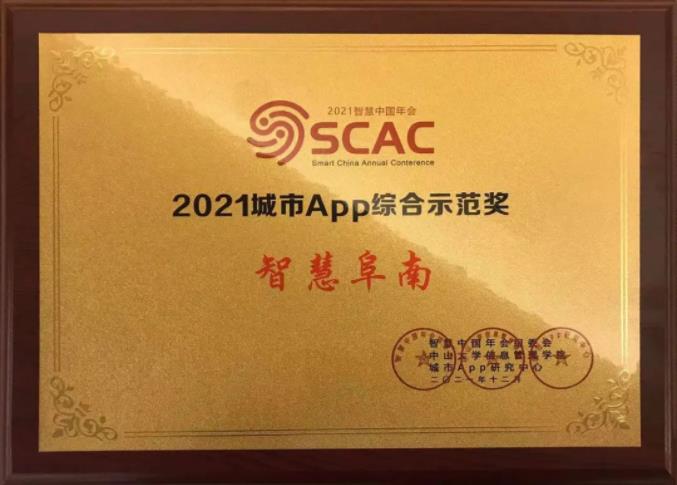 2021智慧中国年会
SCAC
Smart China Annual Conterence
2021城市App综合示范奖
智慧阜南
智慧中国年会组委会
中山大学信息管理学院
城市App研究中心
二〇二一年十二月